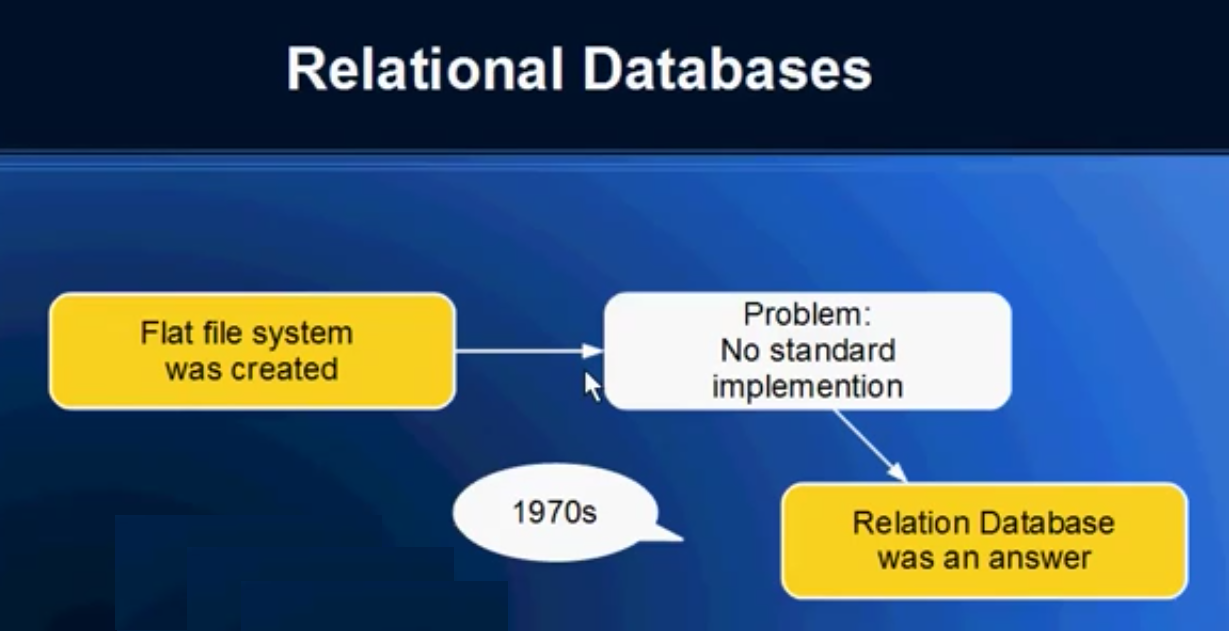 Relational Databases
Flat file system
was created
Problem:
No standard
implemention
1970s
Relation Database
was an answer